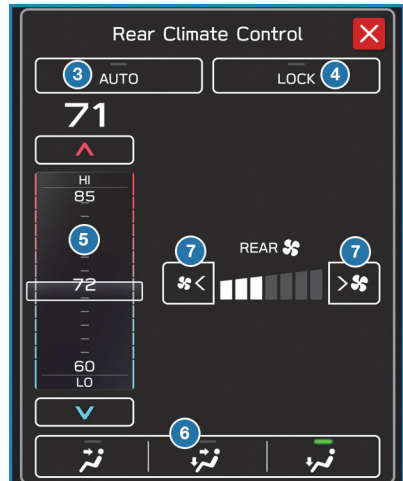 Rear Climate Control
3 AUTO
LOCK 4
71
HI
85
5
72
60
LO
7 7
REAR
6